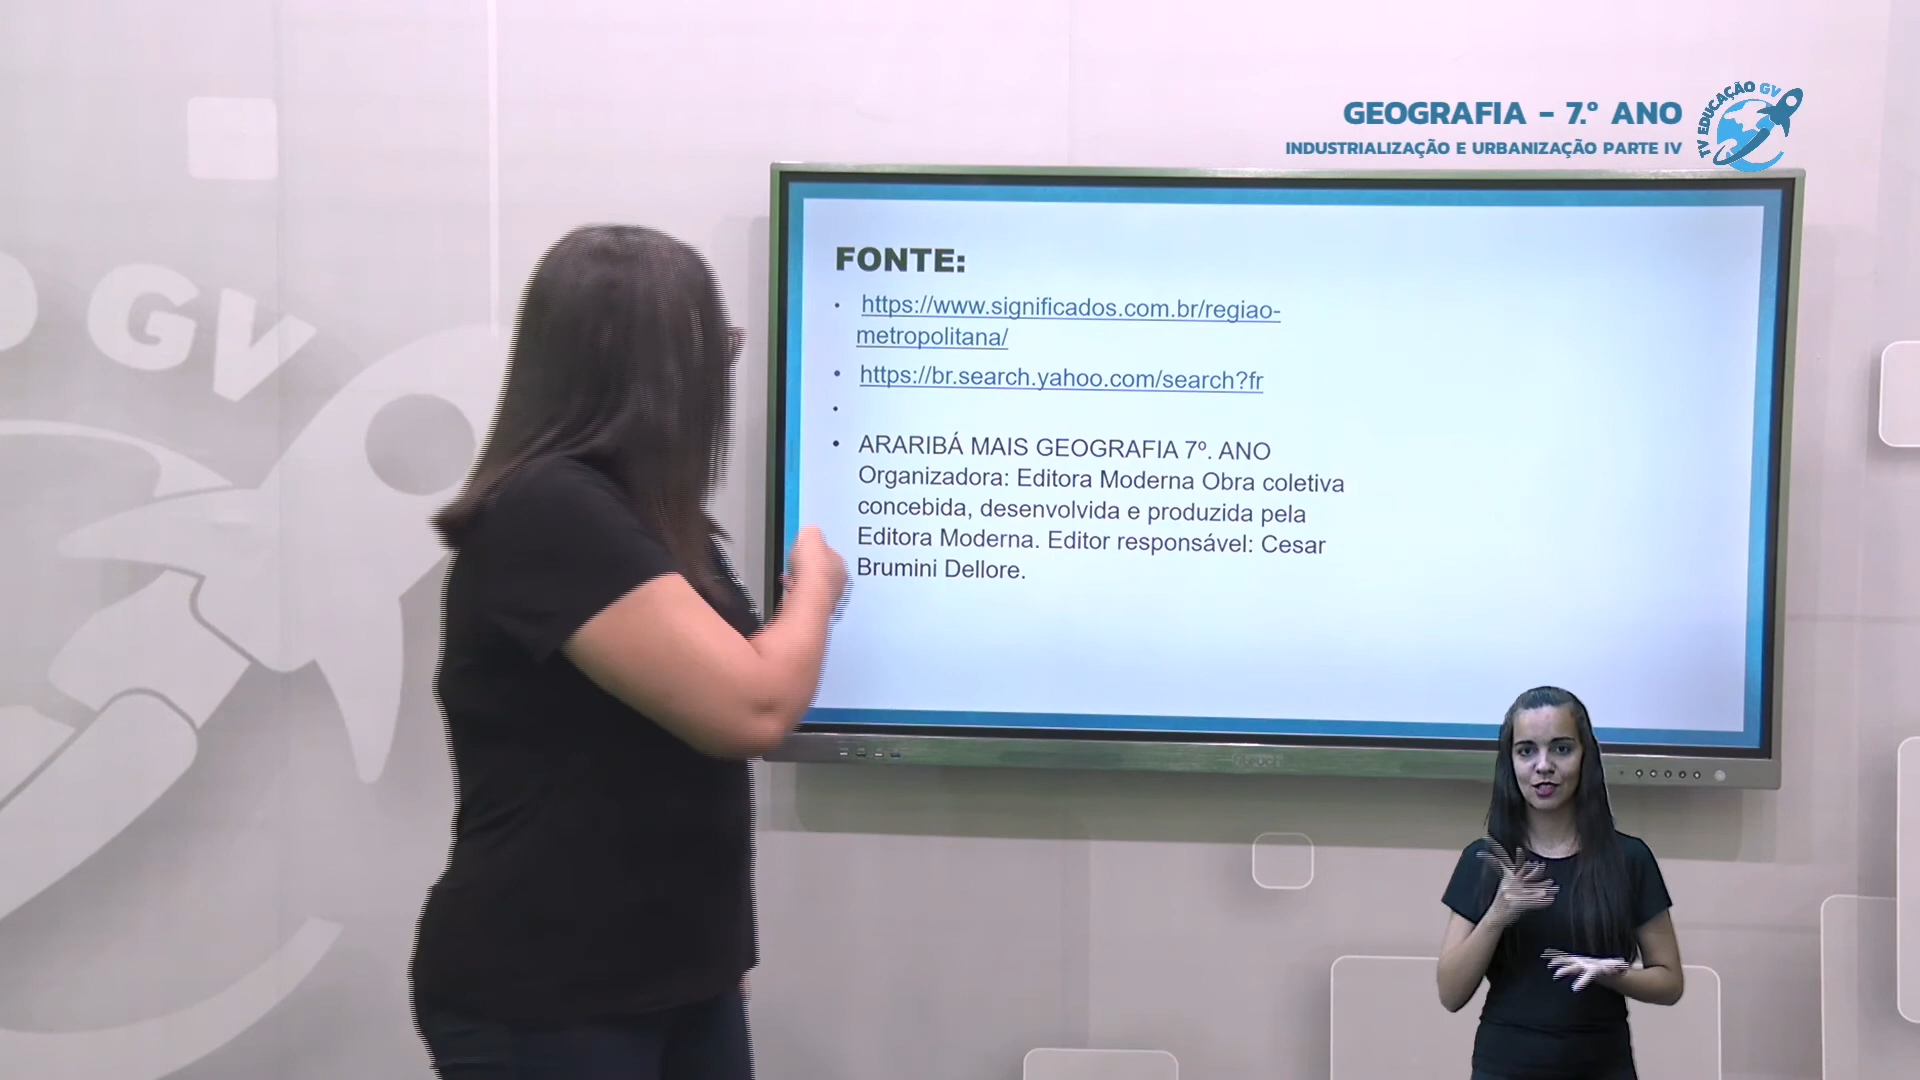 GEOGRAFIA - 7.º ANO
INDUSTRIALIZAÇÃO E URBANIZAÇÃO PARTE IV
TV EDUCAÇÃO GV
FONTE:
• https://www.significados.com.br/regiao-
metropolitana/
• https://br.search.yahoo.com/search?fr
•
• ARARIBÁ MAIS GEOGRAFIA 7º. ANO
Organizadora: Editora Moderna Obra coletiva
concebida, desenvolvida e produzida pela
Editora Moderna. Editor responsável: Cesar
Brumini Dellore.
O GV